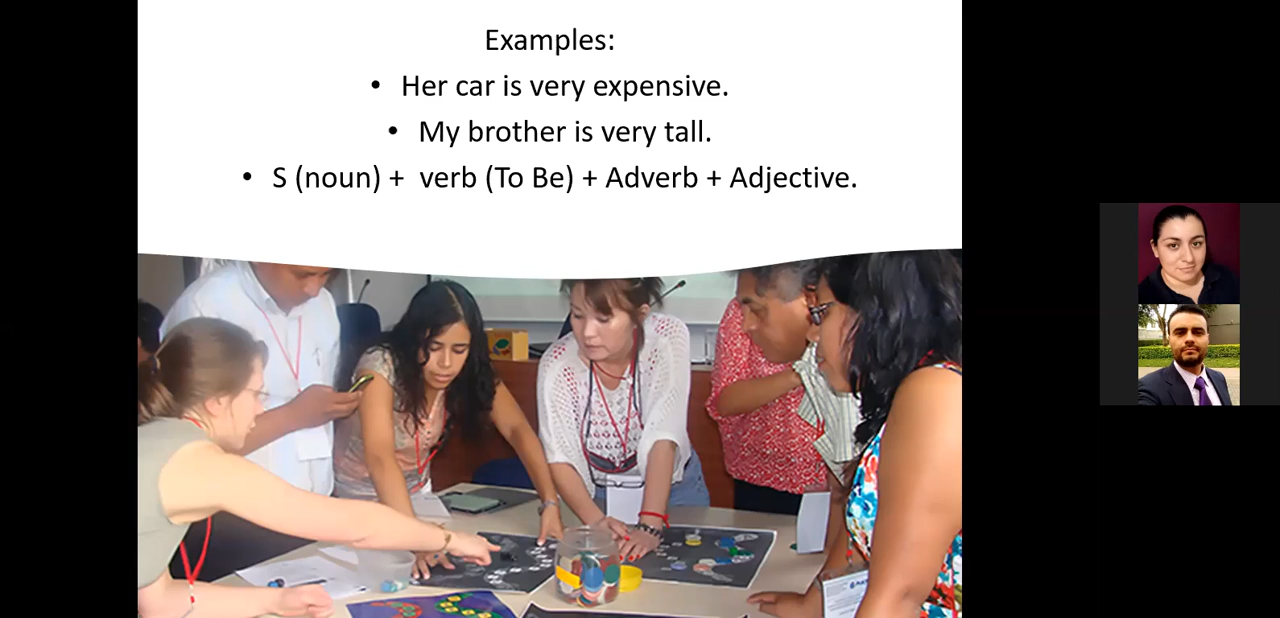 Examples:
• Her car is very expensive.
• My brother is very tall.
• S (noun) + verb (To Be) + Adverb + Adjective.